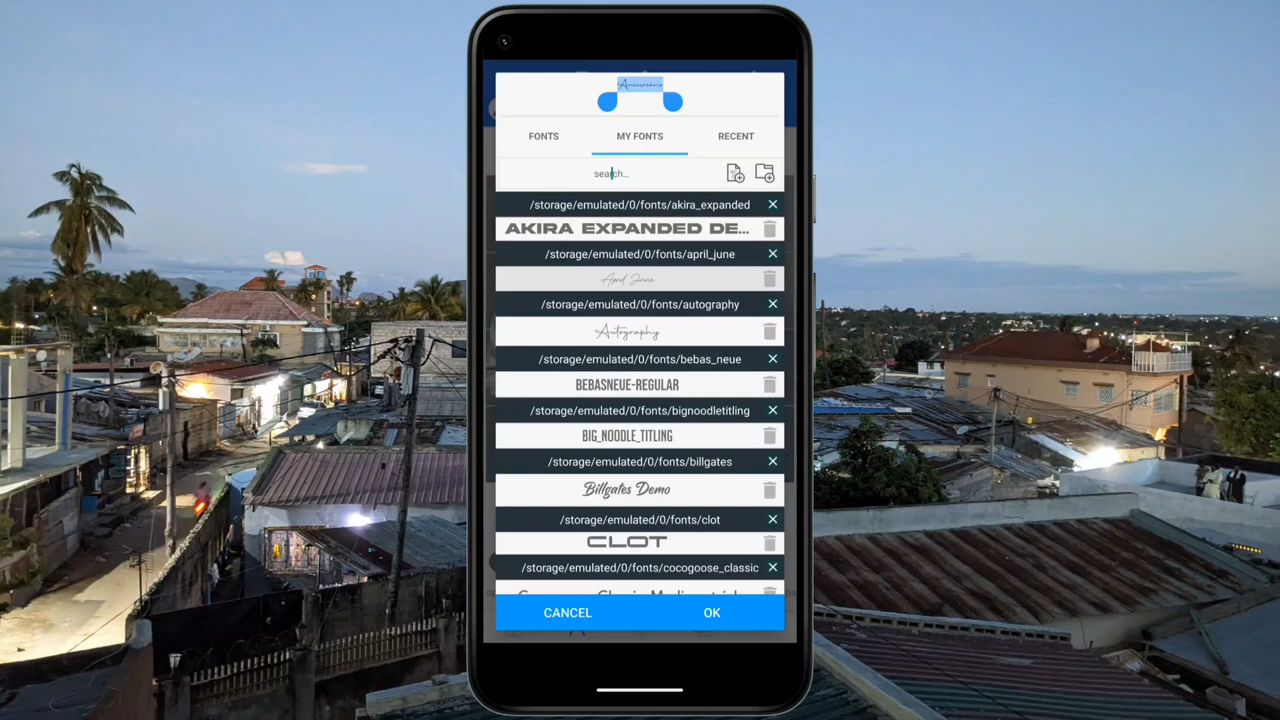 Aniversário
FONTS
MY FONTS
RECENT
search...
/storage/emulated/0/fonts/akira_expanded
AKIRA EXPANDED DE...
/storage/emulated/0/fonts/april_june
April June
/storage/emulated/0/fonts/autography
Autography
/storage/emulated/0/fonts/bebas_neue
BEBASNEUE-REGULAR
/storage/emulated/0/fonts/bignoodletitling
BIG_NOODLE_TITLING
/storage/emulated/0/fonts/billgates
Billgates Demo
/storage/emulated/0/fonts/clot
CLOT
/storage/emulated/0/fonts/cocogoose_classic
CANCEL
OK